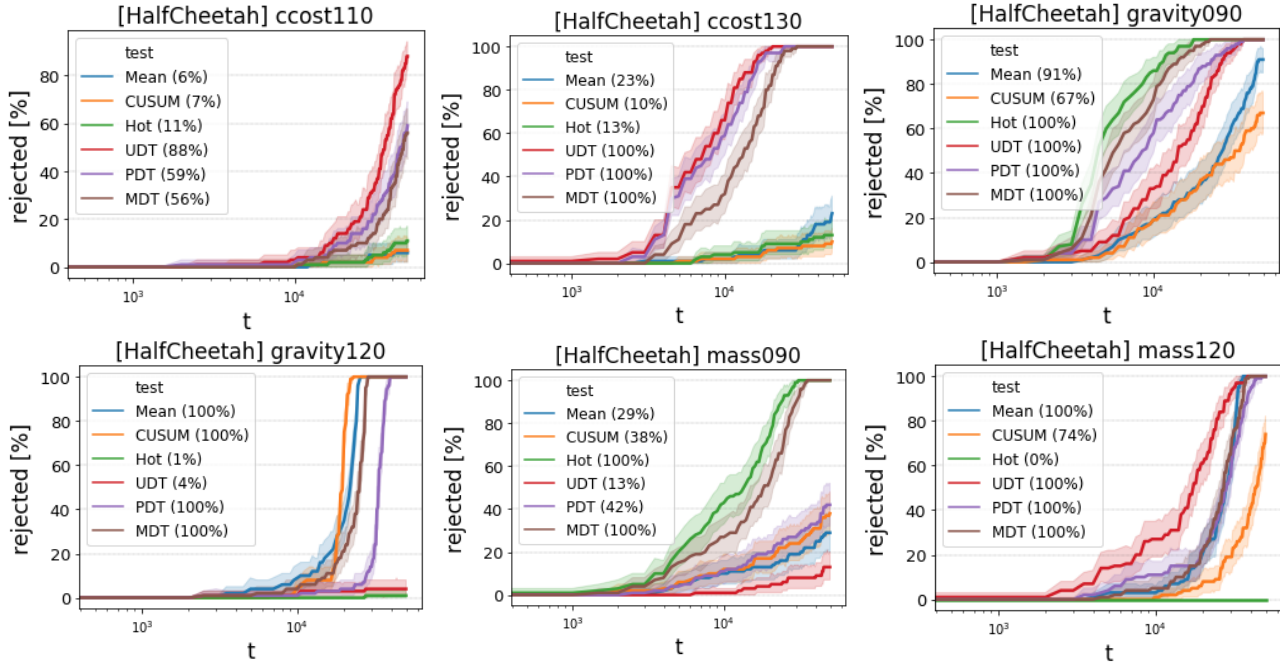 [HalfCheetah] ccost110
rejected [%]
80
60
40
20
0
test
Mean (6%)
CUSUM (7%)
Hot (11%)
UDT (88%)
PDT (59%)
MDT (56%)
10³
10⁴
t
[HalfCheetah] ccost130
rejected [%]
100
80
60
40
20
0
test
Mean (23%)
CUSUM (10%)
Hot (13%)
UDT (100%)
PDT (100%)
MDT (100%)
10³
10⁴
t
[HalfCheetah] gravity090
rejected [%]
100
80
60
40
20
0
test
Mean (91%)
CUSUM (67%)
Hot (100%)
UDT (100%)
PDT (100%)
MDT (100%)
10³
10⁴
t
[HalfCheetah] gravity120
rejected [%]
100
80
60
40
20
0
test
Mean (100%)
CUSUM (100%)
Hot (1%)
UDT (4%)
PDT (100%)
MDT (100%)
10³
10⁴
t
[HalfCheetah] mass090
rejected [%]
100
80
60
40
20
0
test
Mean (29%)
CUSUM (38%)
Hot (100%)
UDT (13%)
PDT (42%)
MDT (100%)
10³
10⁴
t
[HalfCheetah] mass120
rejected [%]
100
80
60
40
20
0
test
Mean (100%)
CUSUM (74%)
Hot (0%)
UDT (100%)
PDT (100%)
MDT (100%)
10³
10⁴
t